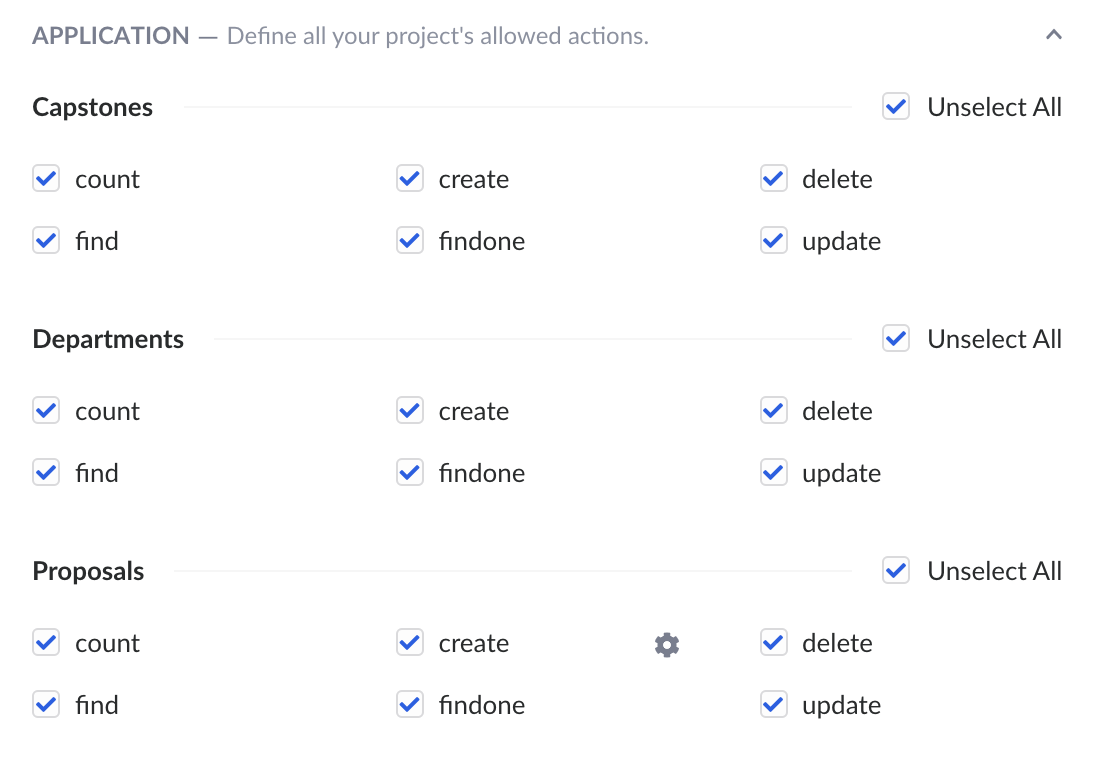 APPLICATION — Define all your project's allowed actions.
Capstones Unselect All
count create delete
find findone update
Departments Unselect All
count create delete
find findone update
Proposals Unselect All
count create delete
find findone update